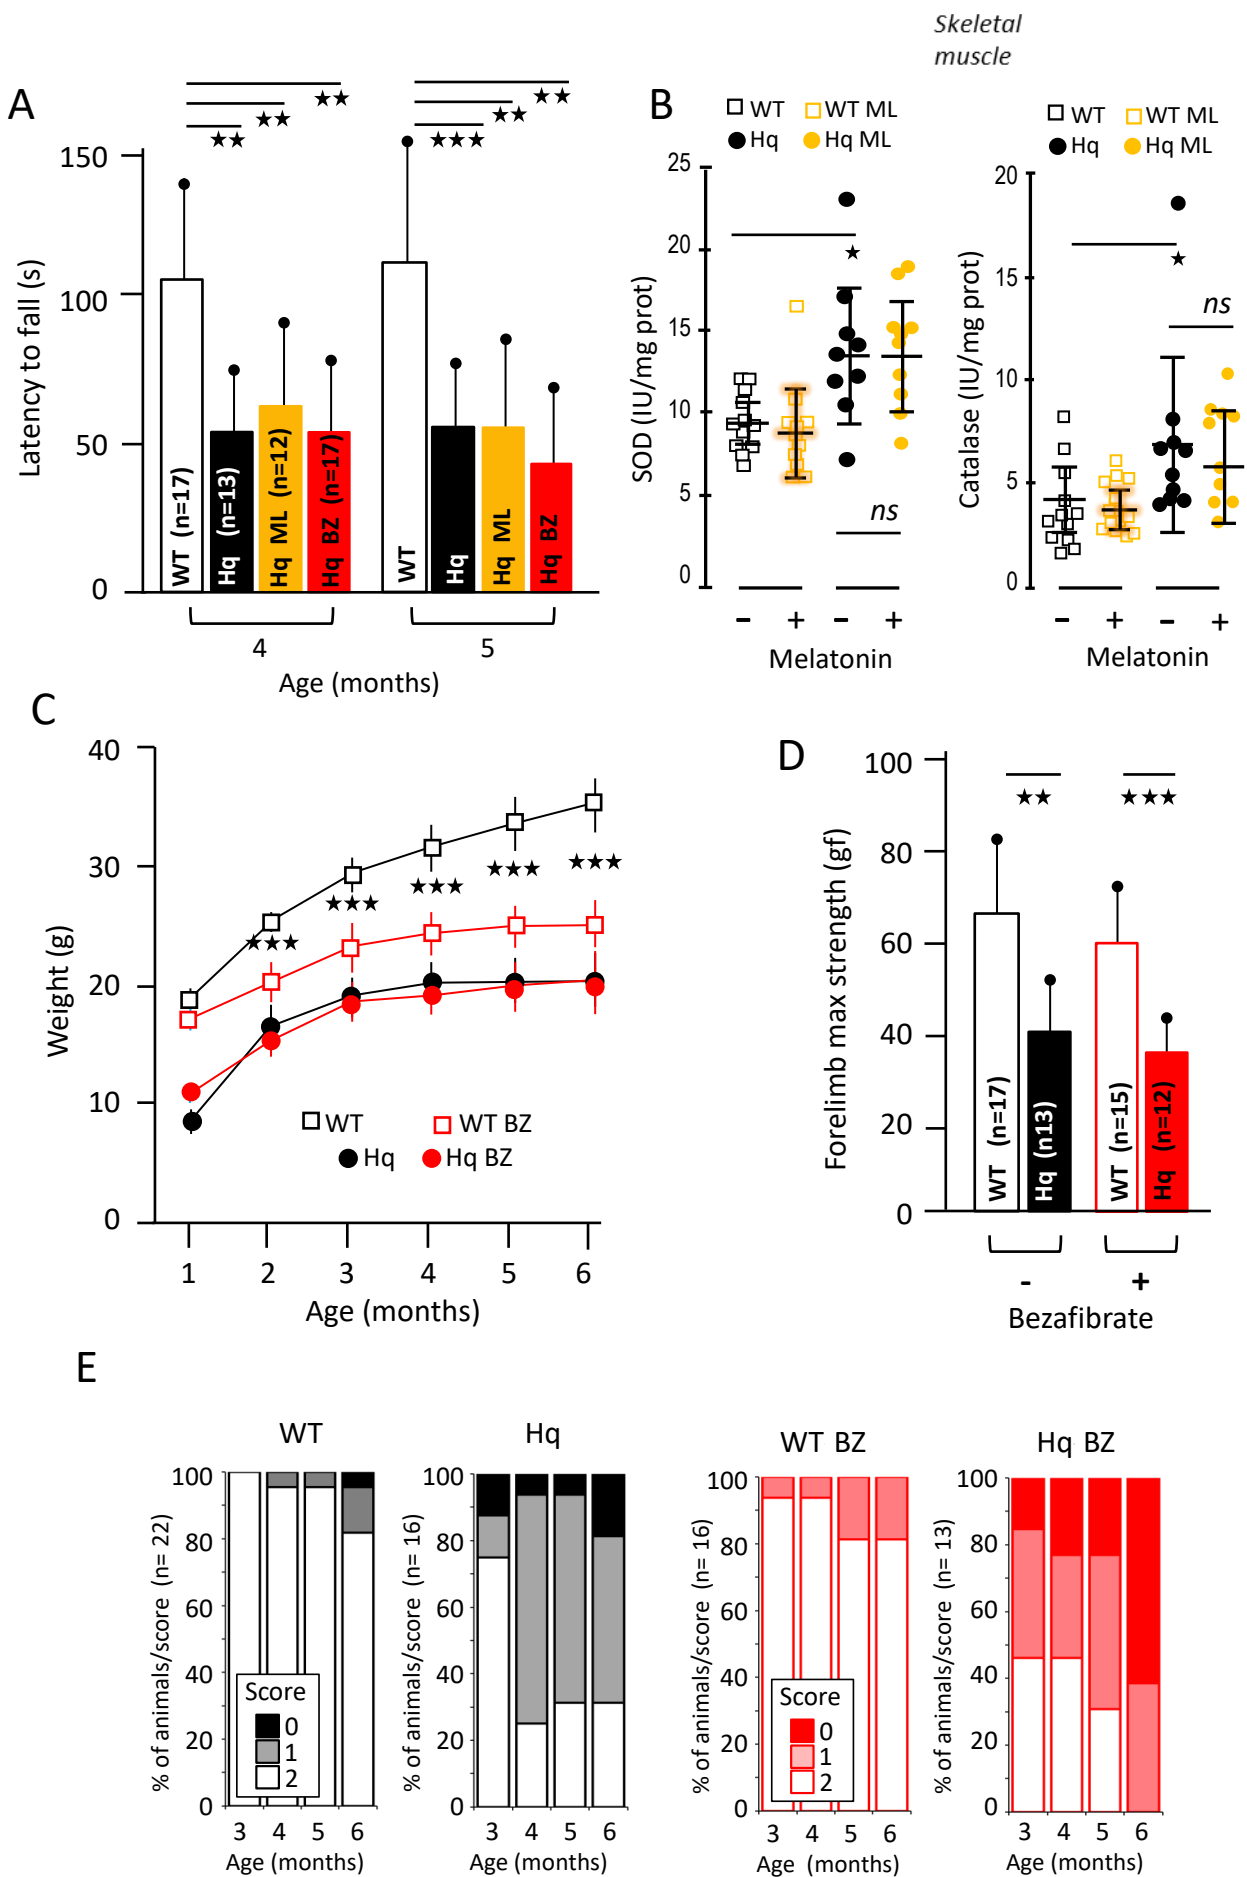 Skeletal
muscle
A
★★
★★
★★
★★★
★★
★★
150
100
50
0
Latency to fall (s)
WT (n=17)
Hq (n=13)
Hq ML (n=12)
Hq BZ (n=17)
WT
Hq
Hq ML
Hq BZ
4
5
Age (months)
B
WT
WT ML
Hq
Hq ML
25
20
15
10
5
0
SOD (IU/mg prot)
★
ns
- + - +
Melatonin
WT
WT ML
Hq
Hq ML
20
15
10
5
0
Catalase (IU/mg prot)
★
ns
- + - +
Melatonin
C
40
30
20
10
0
Weight (g)
★★★
★★★
★★★
★★★
★★★
WT
WT BZ
Hq
Hq BZ
1 2 3 4 5 6
Age (months)
D
100
80
60
40
20
0
Forelimb max strength (gf)
★★
★★★
WT (n=17)
Hq (n13)
WT (n=15)
Hq (n=12)
- +
Bezafibrate
E
WT
100
80
60
40
20
0
% of animals/score (n= 22)
Score
0
1
2
3 4 5 6
Age (months)
Hq
100
80
60
40
20
0
% of animals/score (n= 16)
3 4 5 6
Age (months)
WT BZ
100
80
60
40
20
0
% of animals/score (n= 16)
Score
0
1
2
3 4 5 6
Age (months)
Hq BZ
100
80
60
40
20
0
% of animals/score (n= 13)
3 4 5 6
Age (months)